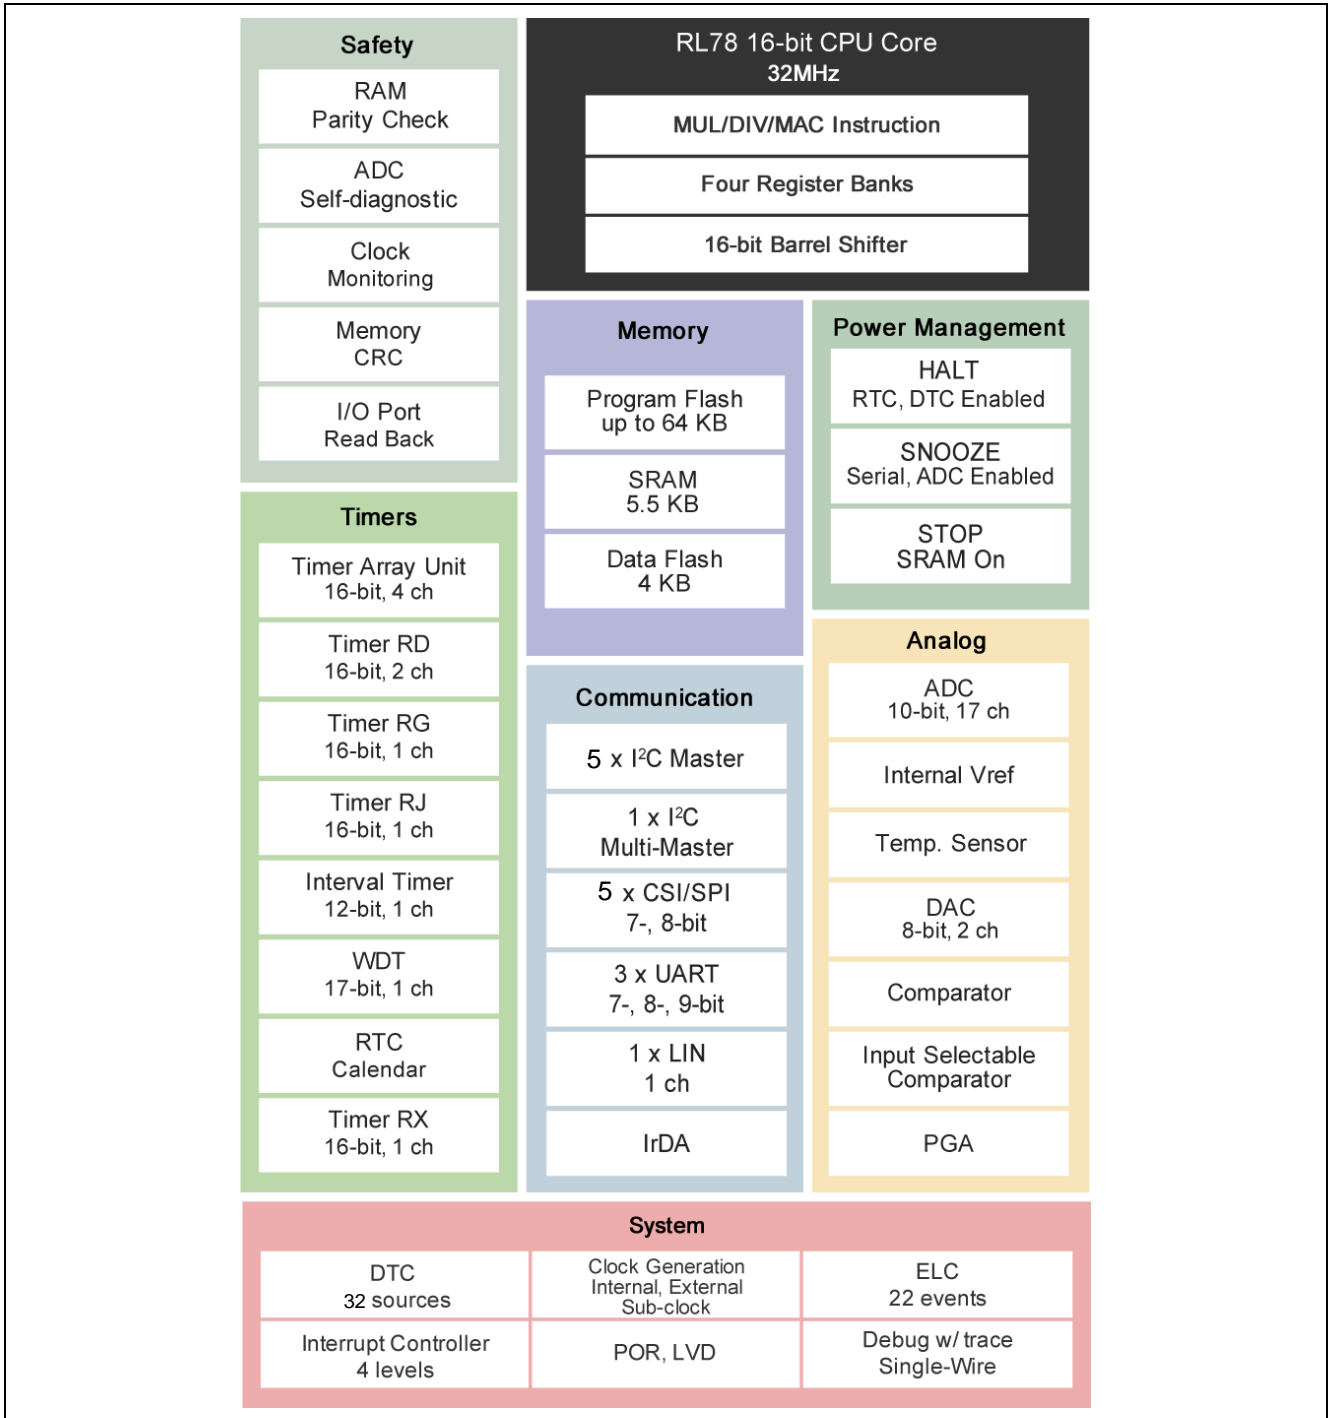 Safety
RAM
Parity Check
ADC
Self-diagnostic
Clock
Monitoring
Memory
CRC
I/O Port
Read Back
RL78 16-bit CPU Core
32MHz
MUL/DIV/MAC Instruction
Four Register Banks
16-bit Barrel Shifter
Memory
Program Flash
up to 64 KB
SRAM
5.5 KB
Data Flash
4 KB
Power Management
HALT
RTC, DTC Enabled
SNOOZE
Serial, ADC Enabled
STOP
SRAM On
Timers
Timer Array Unit
16-bit, 4 ch
Timer RD
16-bit, 2 ch
Timer RG
16-bit, 1 ch
Timer RJ
16-bit, 1 ch
Interval Timer
12-bit, 1 ch
WDT
17-bit, 1 ch
RTC
Calendar
Timer RX
16-bit, 1 ch
Communication
5 x I²C Master
1 x I²C
Multi-Master
5 x CSI/SPI
7-, 8-bit
3 x UART
7-, 8-, 9-bit
1 x LIN
1 ch
IrDA
Analog
ADC
10-bit, 17 ch
Internal Vref
Temp. Sensor
DAC
8-bit, 2 ch
Comparator
Input Selectable
Comparator
PGA
System
DTC
32 sources
Clock Generation
Internal, External
Sub-clock
ELC
22 events
Interrupt Controller
4 levels
POR, LVD
Debug w/ trace
Single-Wire